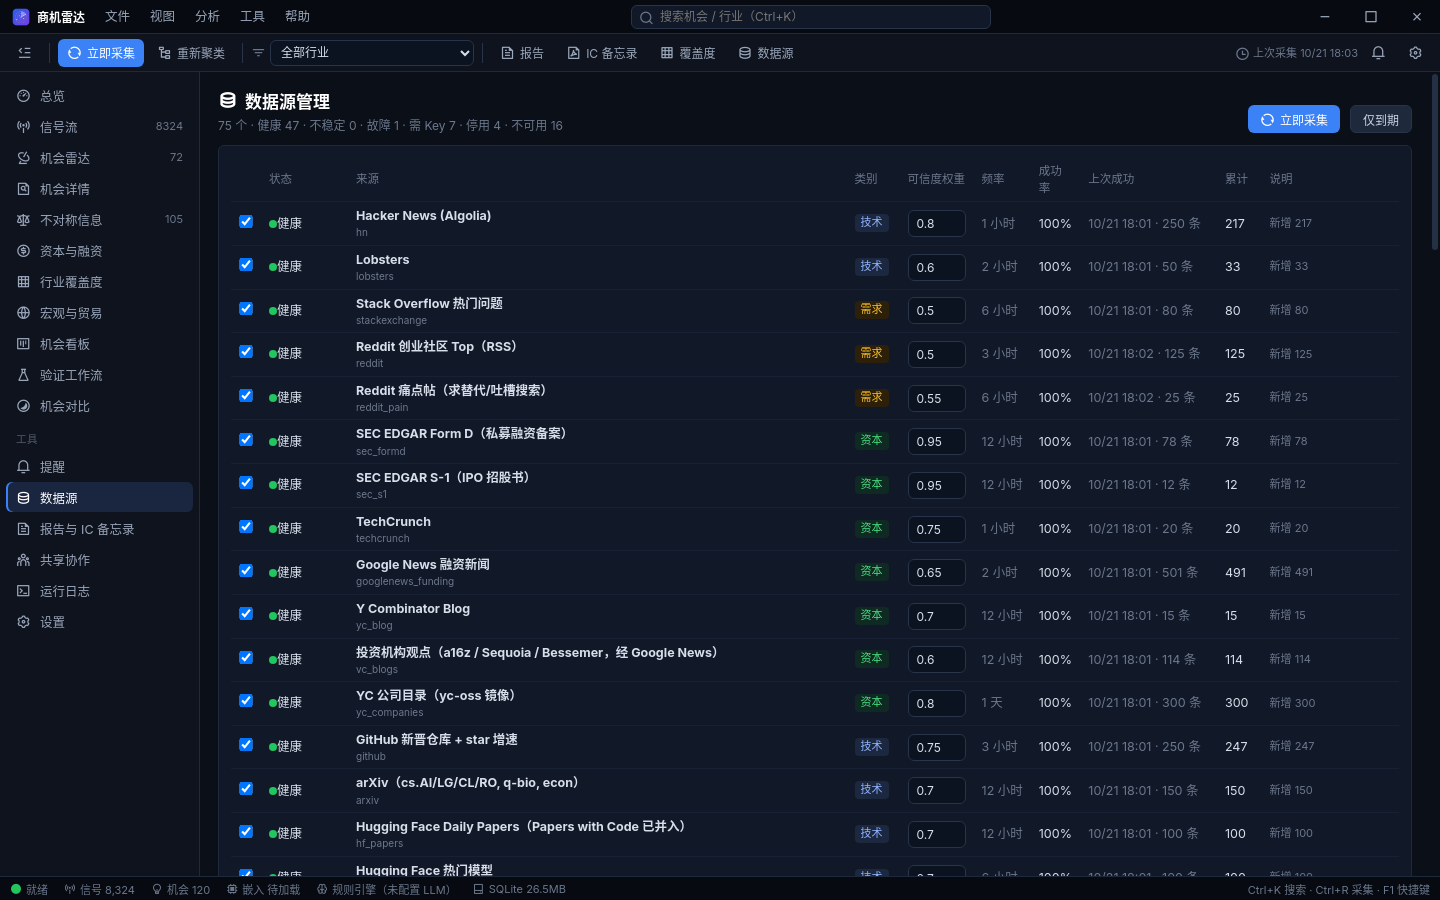 商机雷达 文件 视图 分析 工具 帮助 搜索机会 / 行业（Ctrl+K）
立即采集 重新聚类 全部行业 报告 IC 备忘录 覆盖度 数据源 上次采集 10/21 18:03
总览
信号流 8324
机会雷达 72
机会详情
不对称信息 105
资本与融资
行业覆盖度
宏观与贸易
机会看板
验证工作流
机会对比
工具
提醒
数据源
报告与 IC 备忘录
共享协作
运行日志
设置
数据源管理
75 个 · 健康 47 · 不稳定 0 · 故障 1 · 需 Key 7 · 停用 4 · 不可用 16
立即采集 仅到期
状态 来源 类别 可信度权重 频率 成功率 上次成功 累计 说明
健康 Hacker News (Algolia) 技术 0.8 1 小时 100% 10/21 18:01 · 250 条 217 新增 217
hn
健康 Lobsters 技术 0.6 2 小时 100% 10/21 18:01 · 50 条 33 新增 33
lobsters
健康 Stack Overflow 热门问题 需求 0.5 6 小时 100% 10/21 18:01 · 80 条 80 新增 80
stackexchange
健康 Reddit 创业社区 Top（RSS） 需求 0.5 3 小时 100% 10/21 18:02 · 125 条 125 新增 125
reddit
健康 Reddit 痛点帖（求替代/吐槽搜索） 需求 0.55 6 小时 100% 10/21 18:02 · 25 条 25 新增 25
reddit_pain
健康 SEC EDGAR Form D（私募融资备案） 资本 0.95 12 小时 100% 10/21 18:01 · 78 条 78 新增 78
sec_formd
健康 SEC EDGAR S-1（IPO 招股书） 资本 0.95 12 小时 100% 10/21 18:01 · 12 条 12 新增 12
sec_s1
健康 TechCrunch 资本 0.75 1 小时 100% 10/21 18:01 · 20 条 20 新增 20
techcrunch
健康 Google News 融资新闻 资本 0.65 2 小时 100% 10/21 18:01 · 501 条 491 新增 491
googlenews_funding
健康 Y Combinator Blog 资本 0.7 12 小时 100% 10/21 18:01 · 15 条 15 新增 15
yc_blog
健康 投资机构观点（a16z / Sequoia / Bessemer，经 Google News） 资本 0.6 12 小时 100% 10/21 18:01 · 114 条 114 新增 114
vc_blogs
健康 YC 公司目录（yc-oss 镜像） 资本 0.8 1 天 100% 10/21 18:01 · 300 条 300 新增 300
yc_companies
健康 GitHub 新晋仓库 + star 增速 技术 0.75 3 小时 100% 10/21 18:01 · 250 条 247 新增 247
github
健康 arXiv（cs.AI/LG/CL/RO, q-bio, econ） 技术 0.7 12 小时 100% 10/21 18:01 · 150 条 150 新增 150
arxiv
健康 Hugging Face Daily Papers（Papers with Code 已并入） 技术 0.7 12 小时 100% 10/21 18:01 · 100 条 100 新增 100
hf_papers
Hugging Face 热门模型
就绪 信号 8,324 机会 120 嵌入 待加载 规则引擎（未配置 LLM） SQLite 26.5MB Ctrl+K 搜索 · Ctrl+R 采集 · F1 快捷键